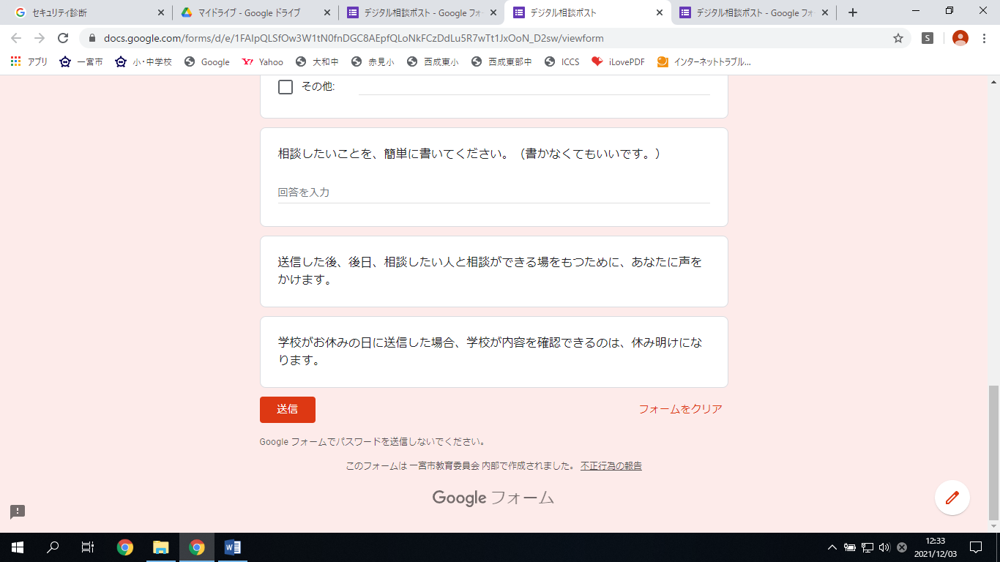 セキュリティ診断
マイドライブ - Google ドライブ
デジタル相談ポスト - Google フォ
デジタル相談ポスト
デジタル相談ポスト - Google フォ
docs.google.com/forms/d/e/1FAIpQLSfOw3W1tN0fnDGC8AEpfQLoNkFCzDdLu5R7wTt1JxOoN_D2sw/viewform
S
アプリ
一宮市
小・中学校
Google
Yahoo
大和中
赤見小
西成東小
西成東部中
ICCS
iLovePDF
インターネットトラブル...
その他:
相談したいことを、簡単に書いてください。（書かなくてもいいです。）
回答を入力
送信した後、後日、相談したい人と相談ができる場をもつために、あなたに声を
かけます。
学校がお休みの日に送信した場合、学校が内容を確認できるのは、休み明けにな
ります。
送信
フォームをクリア
Google フォームでパスワードを送信しないでください。
このフォームは 一宮市教育委員会 内部で作成されました。 不正行為の報告
Google フォーム
12:33
2021/12/03